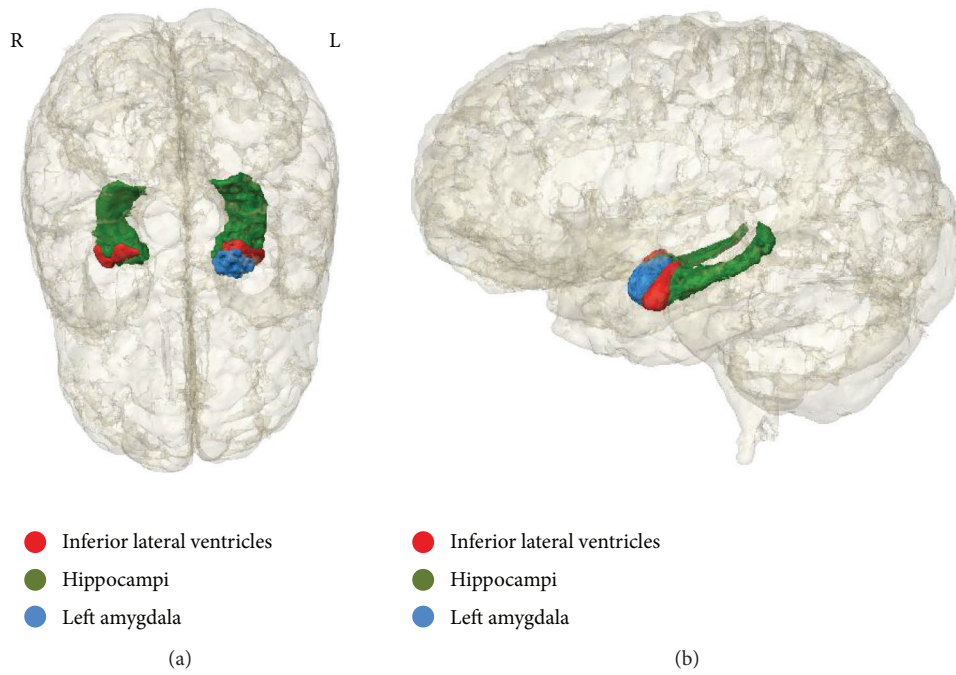 R
L
Inferior lateral ventricles
Hippocampi
Left amygdala
(a)
Inferior lateral ventricles
Hippocampi
Left amygdala
(b)